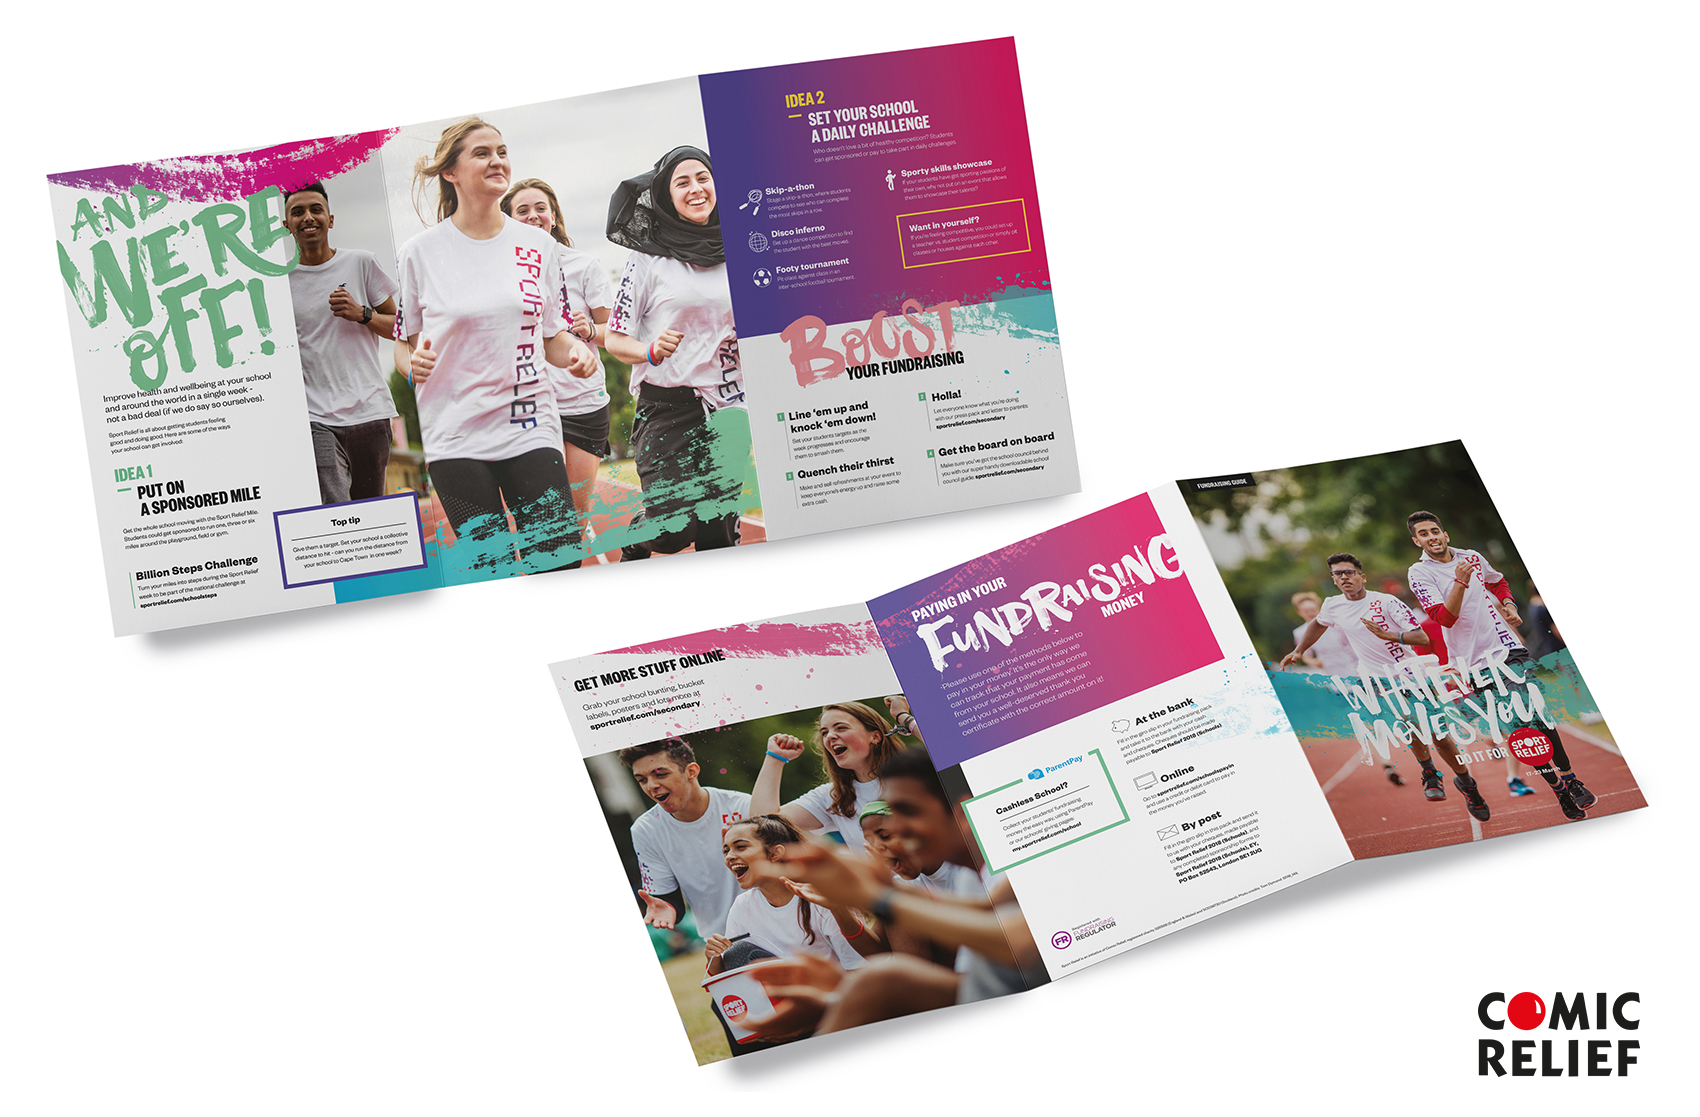 AND
WE'RE
OFF!
Improve health and wellbeing at your school
and around the world in a single week -
not a bad deal (if we do say so ourselves).
Sport Relief is all about getting students feeling
good and doing good. Here are some of the ways
your school can get involved:
IDEA 1
PUT ON
A SPONSORED MILE
Get the whole school moving with the Sport Relief Mile.
Students could get sponsored to run one, three or six
miles around the playground, field or gym.
Billion Steps Challenge
Turn your miles into steps during the Sport Relief
week to be part of the national challenge at
sportrelief.com/schoolsteps
Top tip
Give them a target. Set your school a collective
distance to hit - can you run the distance from
your school to Cape Town in one week?
SPORT RELIEF
RELIEF
IDEA 2
SET YOUR SCHOOL
A DAILY CHALLENGE
Who doesn't love a bit of healthy competition? Students
can get sponsored or pay to take part in daily challenges.
Skip-a-thon
Stage a skip-a-thon, where students
compete to see who can complete
the most skips in a row.
Disco inferno
Set up a dance competition to find
the student with the best moves.
Footy tournament
Pit class against class in an
inter-school football tournament.
Sporty skills showcase
If your students have got sporting passions of
their own, why not put on an event that allows
them to showcase their talents?
Want in yourself?
If you're feeling competitive, you could set up
a teacher vs student competition or simply pit
classes or houses against each other.
BOOST
YOUR FUNDRAISING
1 Line 'em up and
knock 'em down!
Set your students targets as the
week progresses and encourage
them to smash them.
2 Holla!
Let everyone know what you're doing
with our press pack and letter to parents:
sportrelief.com/secondary
3 Quench their thirst
Make and sell refreshments at your event to
keep everyone's energy up and raise some
extra cash.
4 Get the board on board
Make sure you've got the school council behind
you with our super handy downloadable school
council guide: sportrelief.com/secondary
GET MORE STUFF ONLINE
Grab your school bunting, bucket
labels, posters and lots more at
sportrelief.com/secondary
SPORT
RELIEF
PAYING IN YOUR
FUNDRAISING
MONEY
Please use one of the methods below to
pay in your money. It's the only way we
can track that your payment has come
from your school. It also means we can
send you a well-deserved thank you
certificate with the correct amount on it!
ParentPay
Cashless School?
Collect your students' fundraising
money the easy way, using ParentPay
or our schools' giving pages:
my.sportrelief.com/school
At the bank
Fill in the giro slip in your fundraising pack
and take it to the bank with your cash
and cheques. Cheques should be made
payable to Sport Relief 2018 (Schools)
Online
Go to sportrelief.com/schoolspayin
and use a credit or debit card to pay in
the money you've raised.
By post
Fill in the giro slip in this pack and send it
to us with your cheques, made payable
to Sport Relief 2018 (Schools), and
any completed sponsorship forms to
Sport Relief 2018 (Schools), EY,
PO Box 52543, London SE1 2UG
Registered with
FR FUNDRAISING
REGULATOR
FUNDRAISING GUIDE
SPORT RELIEF
WHATEVER
MOVES YOU
DO IT FOR SPORT
RELIEF
17-23 March
COMIC
RELIEF